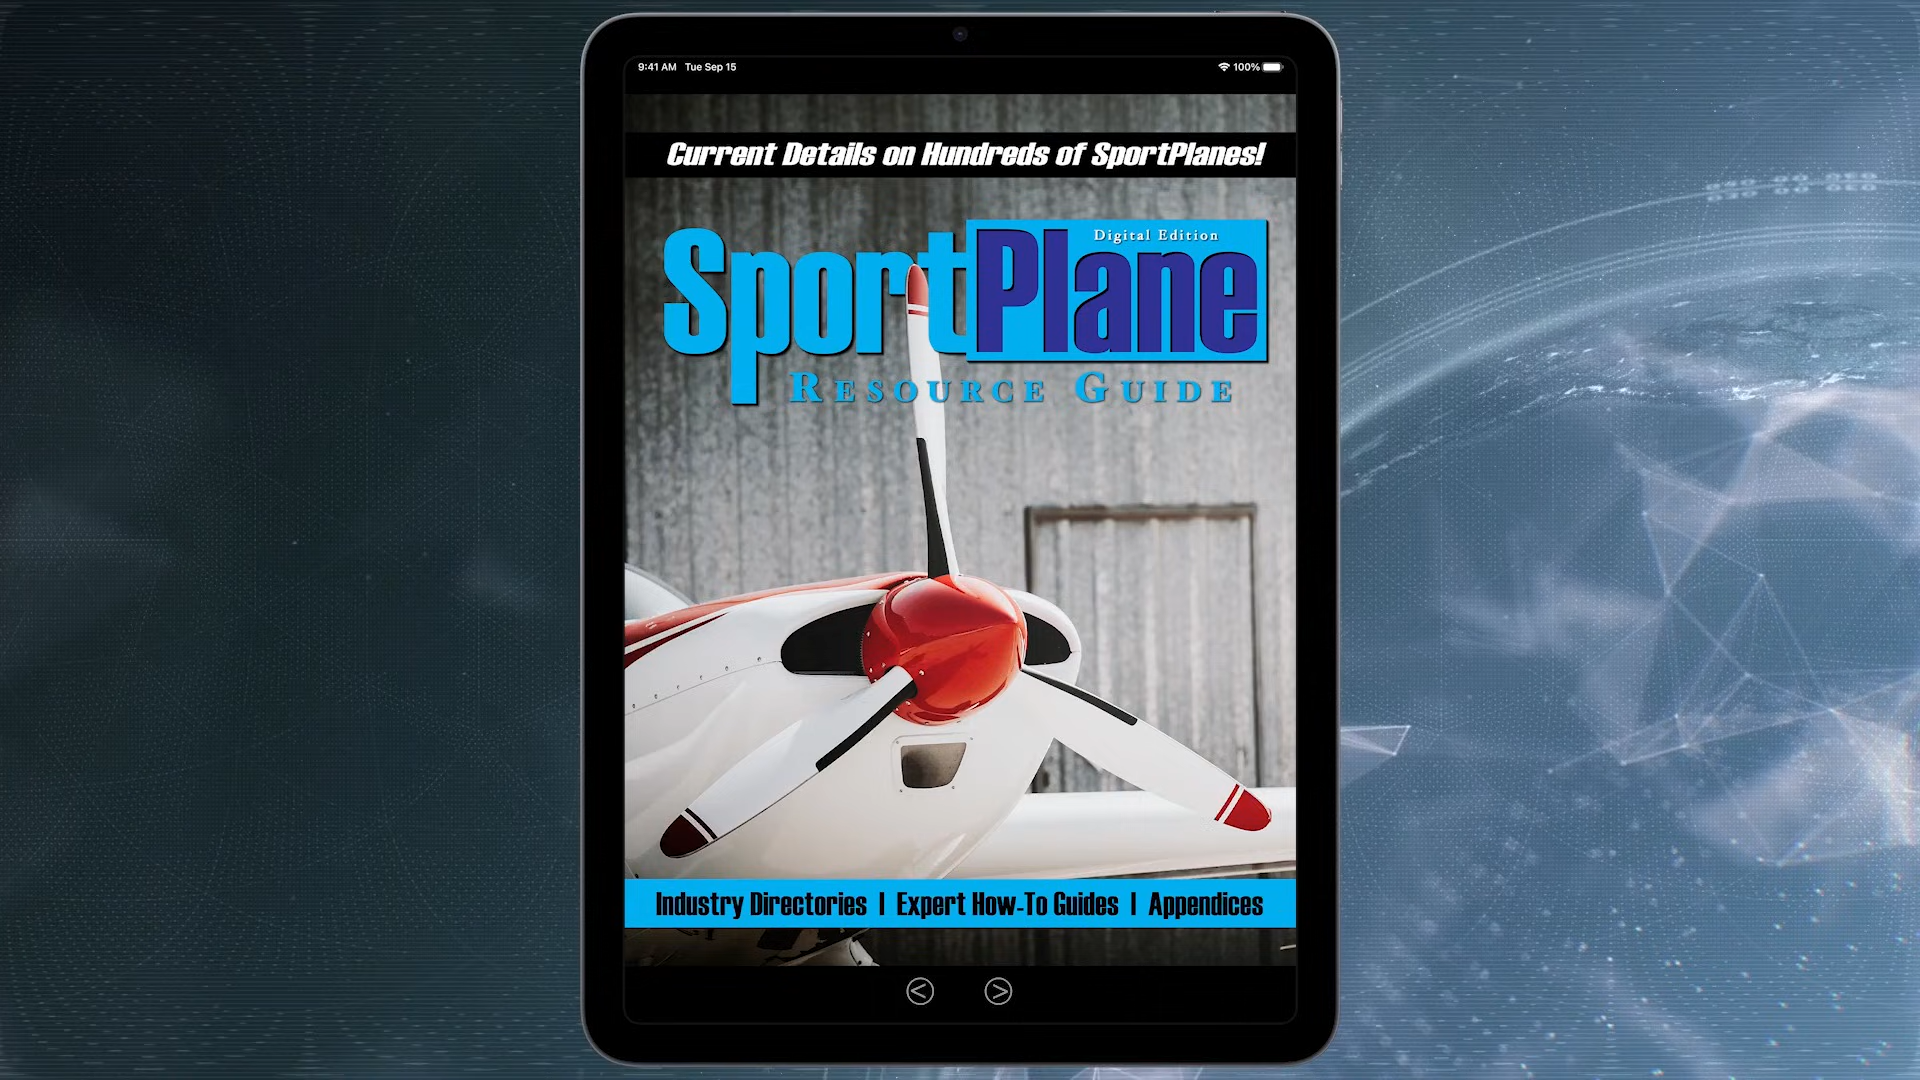 9:41 AM Tue Sep 15
100%
Current Details on Hundreds of SportPlanes!
Digital Edition
SportPlane
Resource Guide
Industry Directories | Expert How-To Guides | Appendices